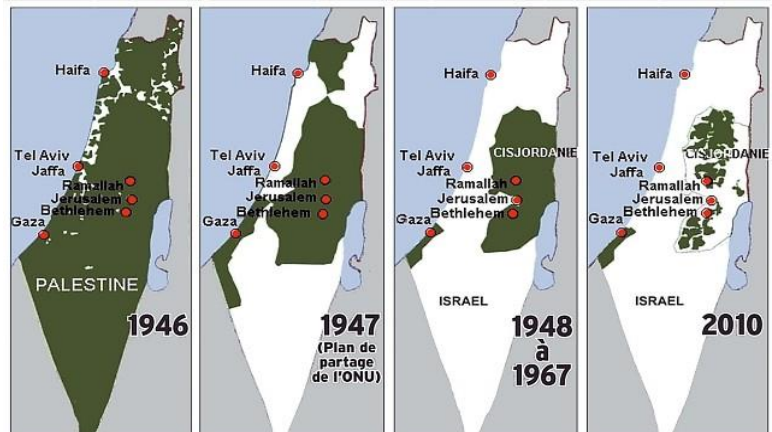 Haifa
Tel Aviv
Jaffa
Ramallah
Jerusalem
Bethlehem
Gaza
PALESTINE
1946
Haifa
Tel Aviv
Jaffa
Ramallah
Jerusalem
Bethlehem
Gaza
1947
(Plan de
partage
de l'ONU)
Haifa
CISJORDANIE
Tel Aviv
Jaffa
Ramallah
Jerusalem
Bethlehem
Gaza
ISRAEL
1948
à
1967
Haifa
CISJORDANIE
Tel Aviv
Jaffa
Ramallah
Jerusalem
Bethlehem
Gaza
ISRAEL
2010